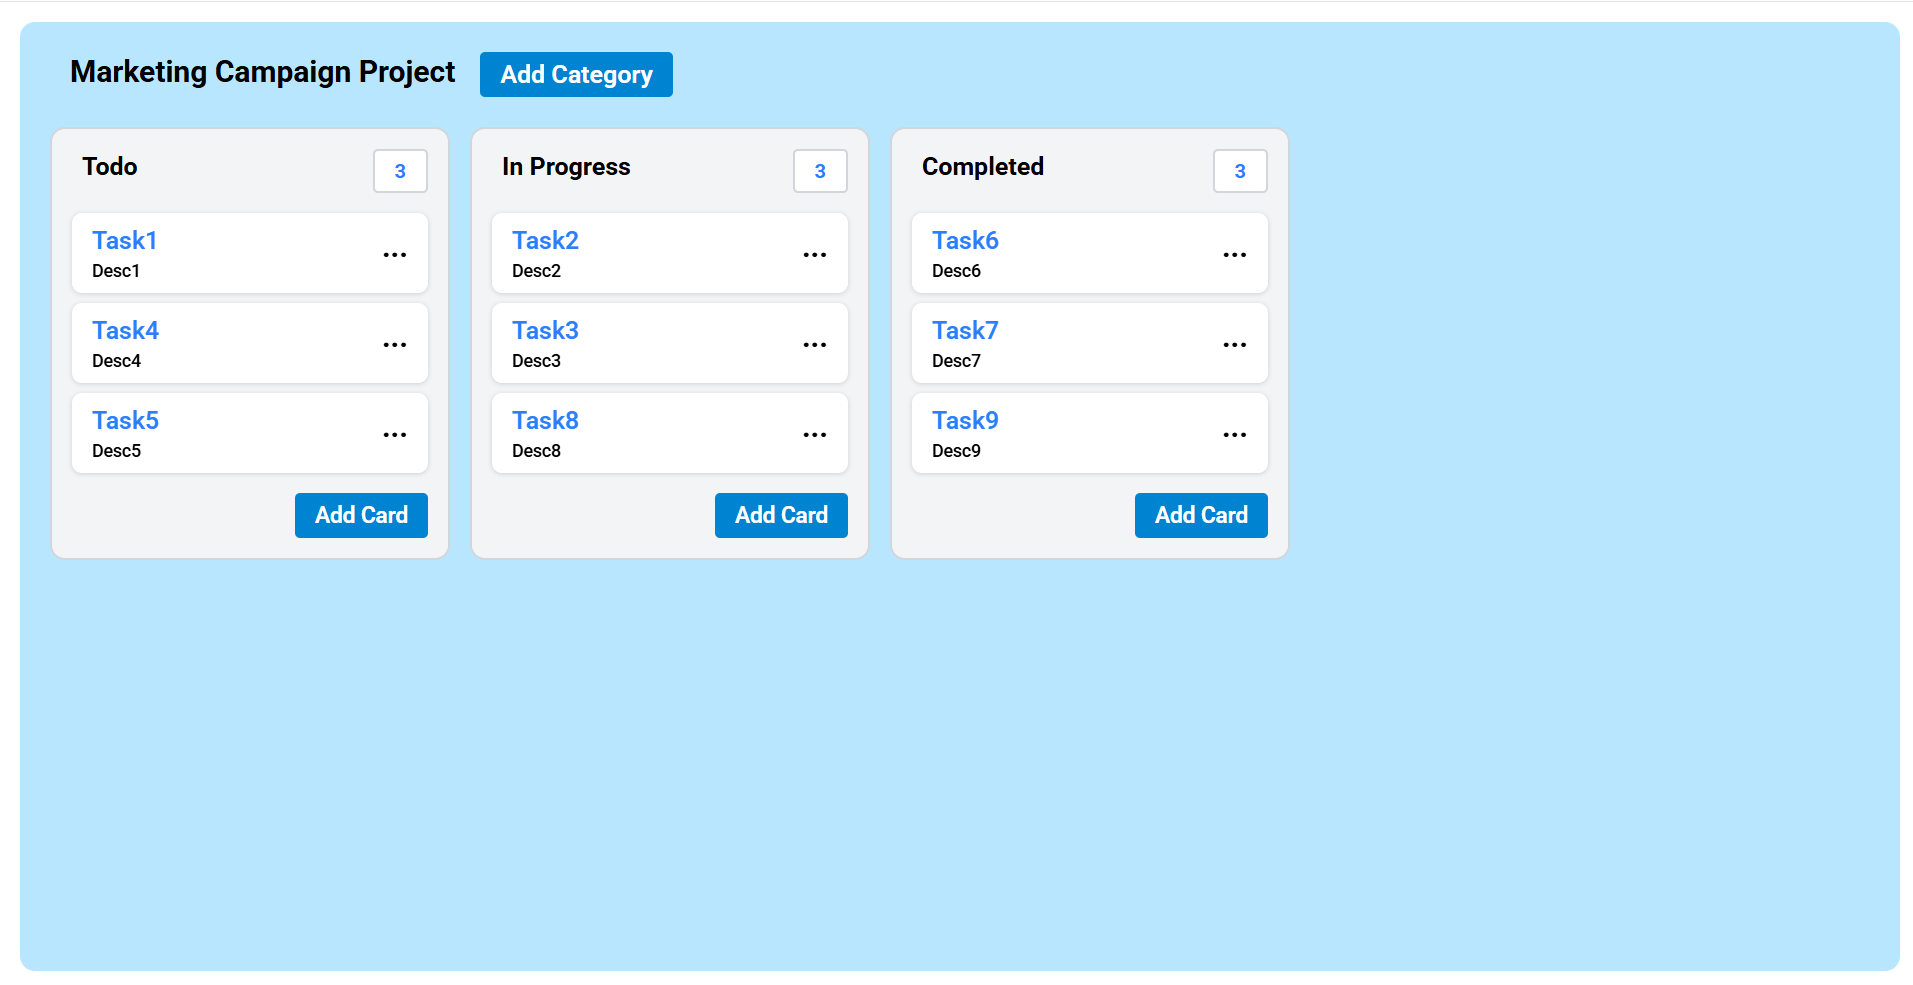 Marketing Campaign Project
Add Category
Todo
3
Task1
Desc1
Task4
Desc4
Task5
Desc5
Add Card
In Progress
3
Task2
Desc2
Task3
Desc3
Task8
Desc8
Add Card
Completed
3
Task6
Desc6
Task7
Desc7
Task9
Desc9
Add Card